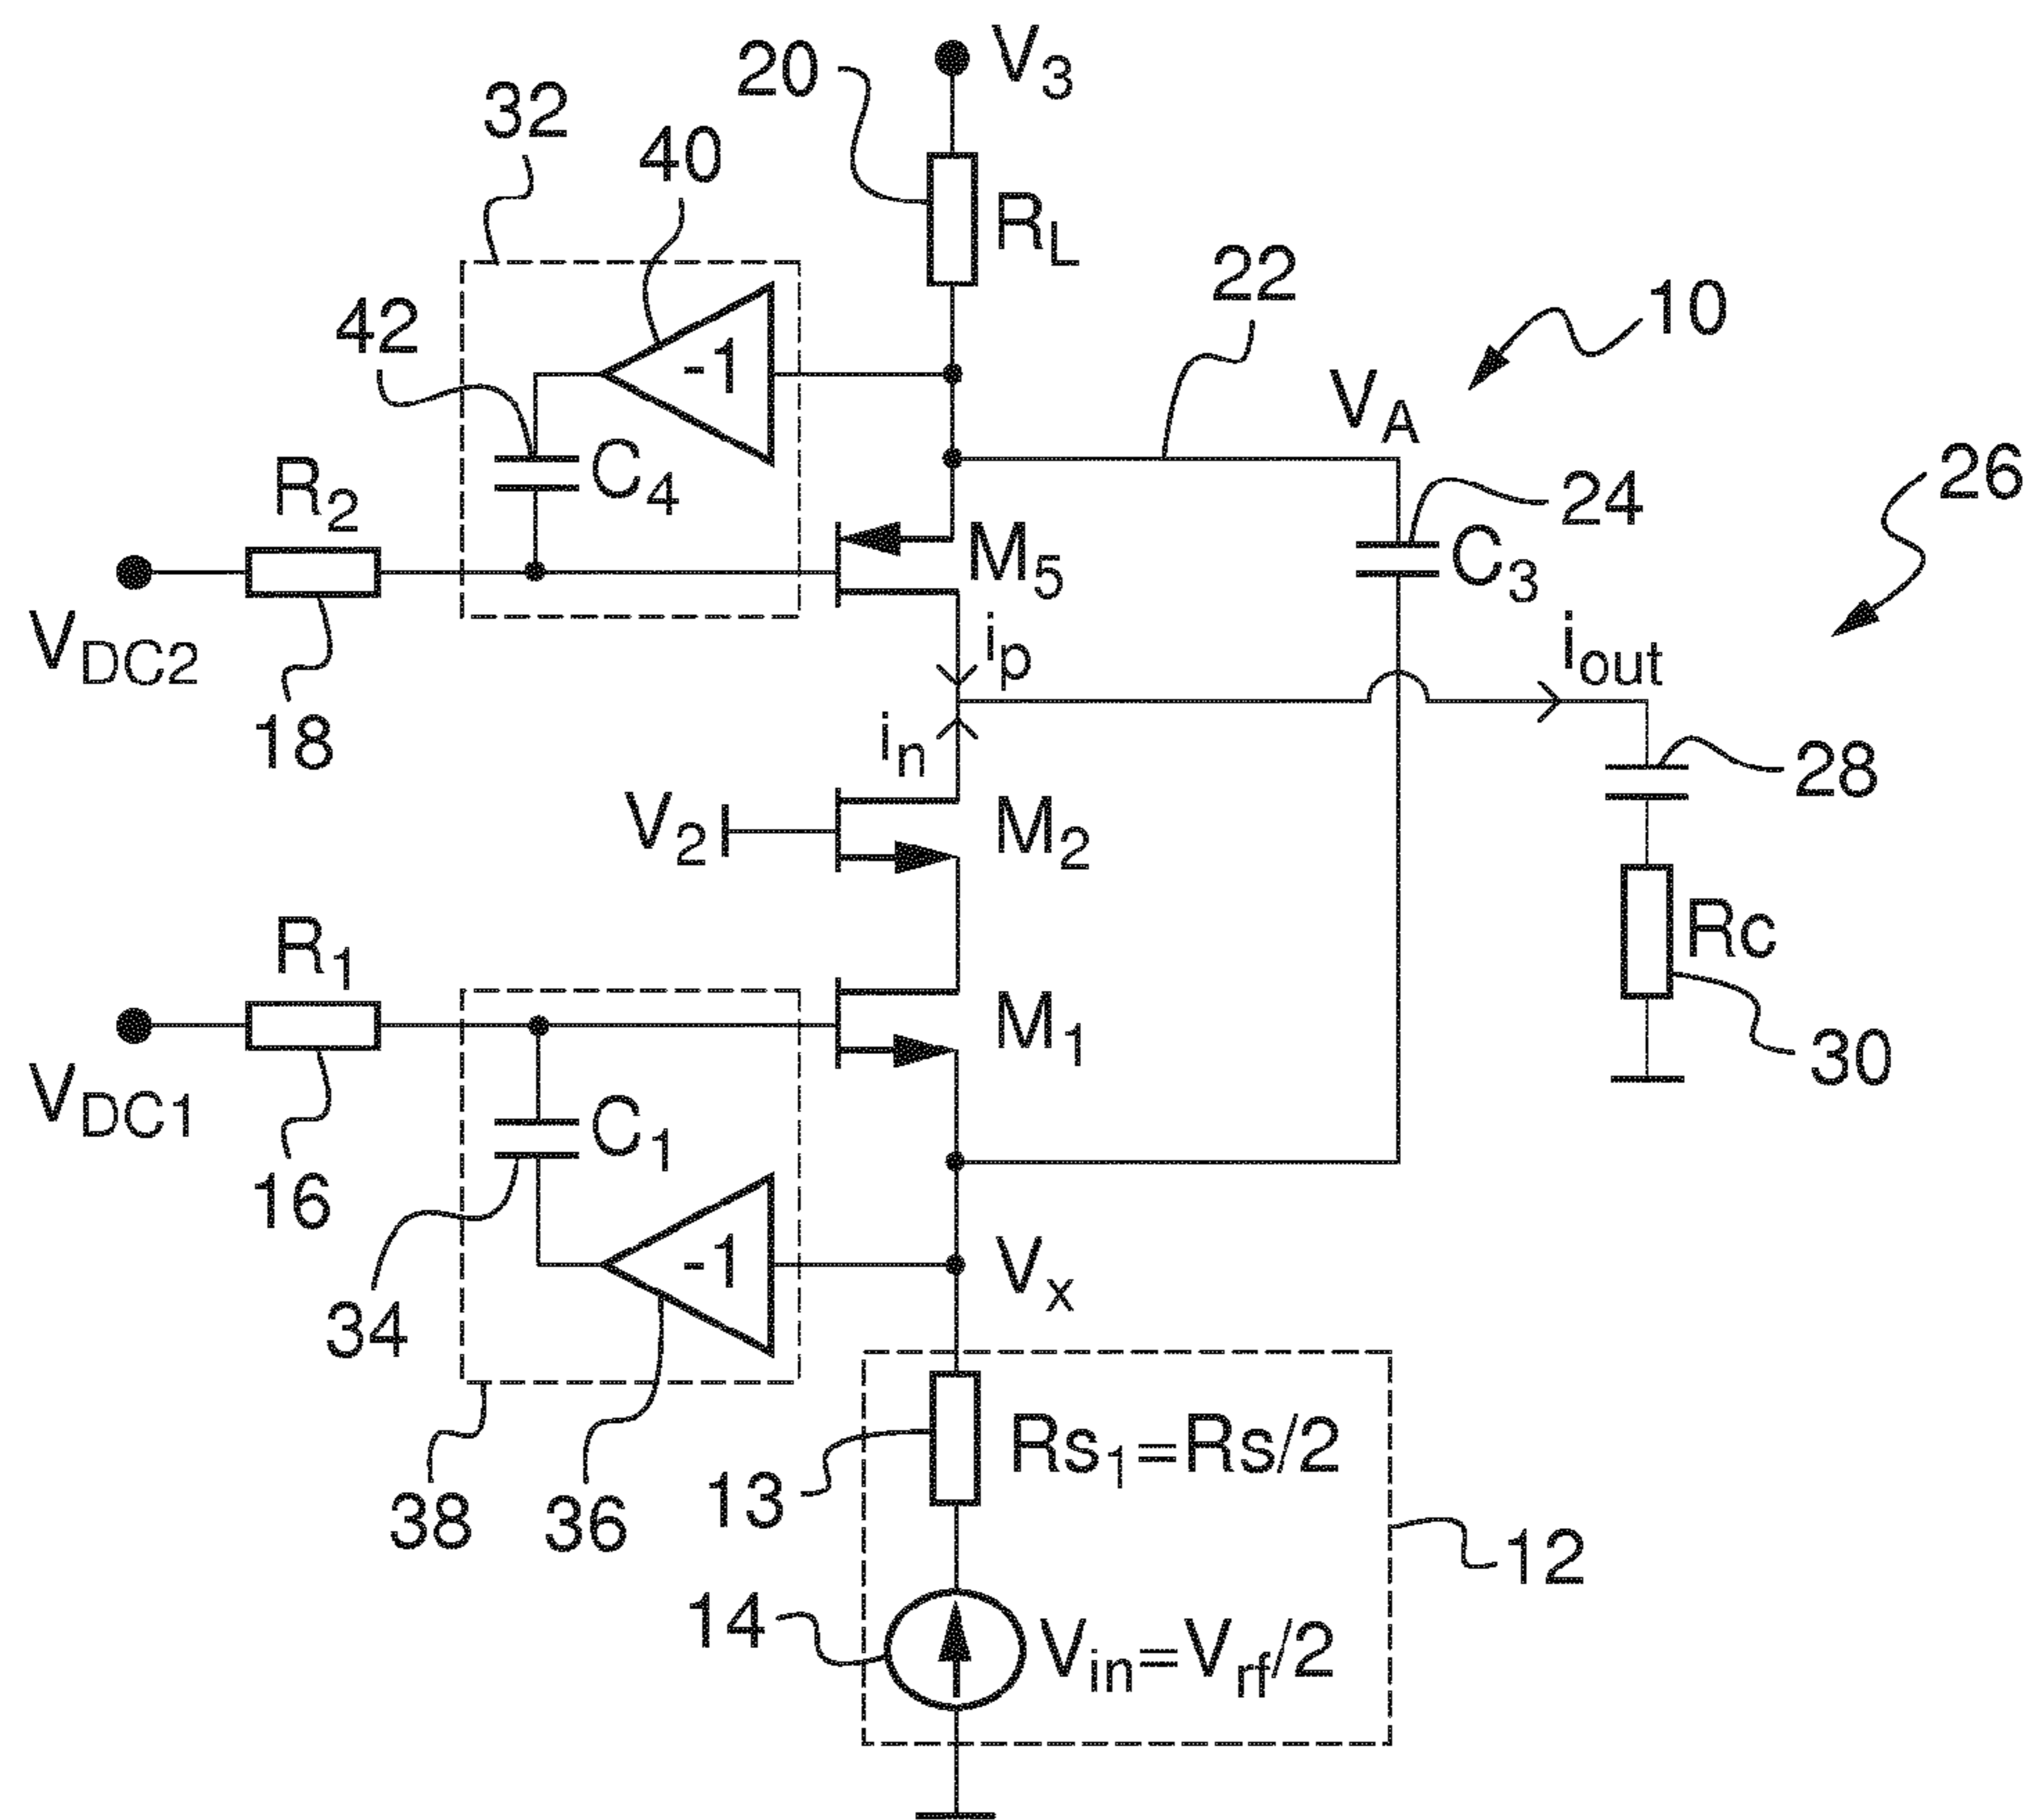 V3
20
32
40
RL
22
10
42
VA
-1
26
R2
C4
24
M5
C3
VDC2
ip
iout
18
in
28
V2
M2
R1
Rc
M1
30
VDC1
C1
16
-1
Vx
34
Rs1=Rs/2
13
38
36
12
14
Vin=Vrf/2